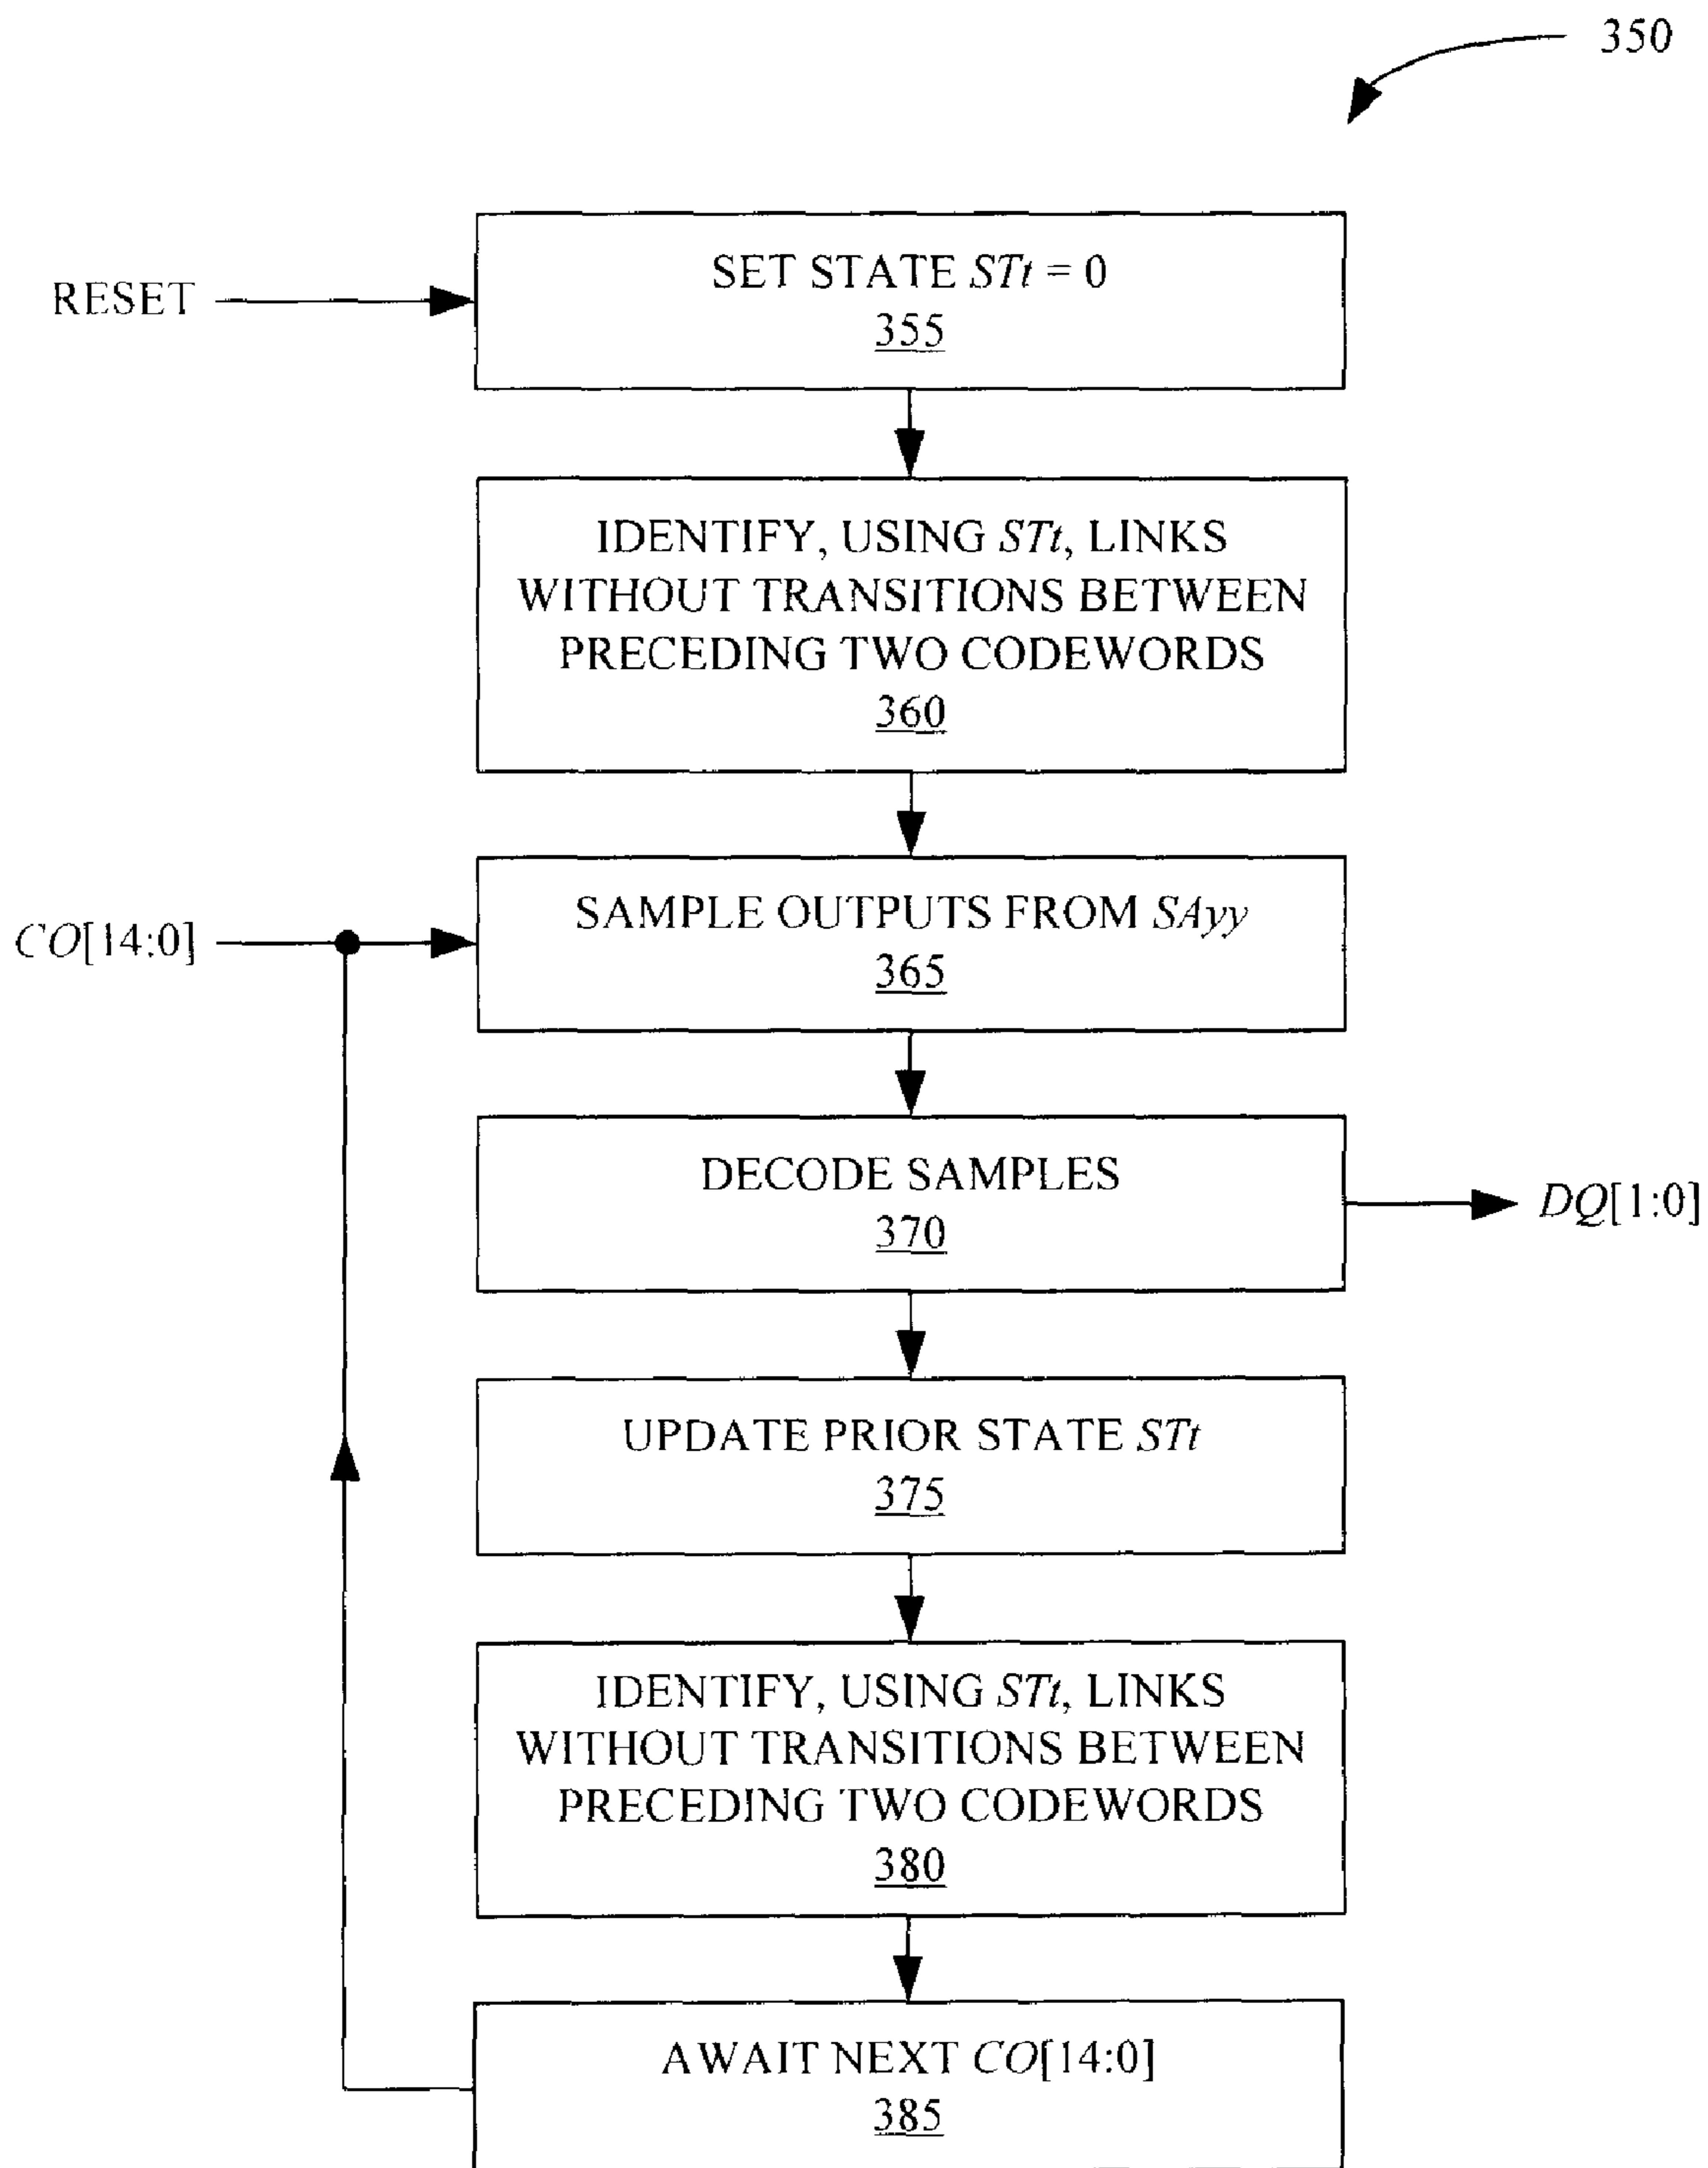 350
SET STATE STt = 0
355
RESET
IDENTIFY, USING STt, LINKS
WITHOUT TRANSITIONS BETWEEN
PRECEDING TWO CODEWORDS
360
SAMPLE OUTPUTS FROM SAyy
365
CO[14:0]
DECODE SAMPLES
370
DQ[1:0]
UPDATE PRIOR STATE STt
375
IDENTIFY, USING STt, LINKS
WITHOUT TRANSITIONS BETWEEN
PRECEDING TWO CODEWORDS
380
AWAIT NEXT CO[14:0]
385